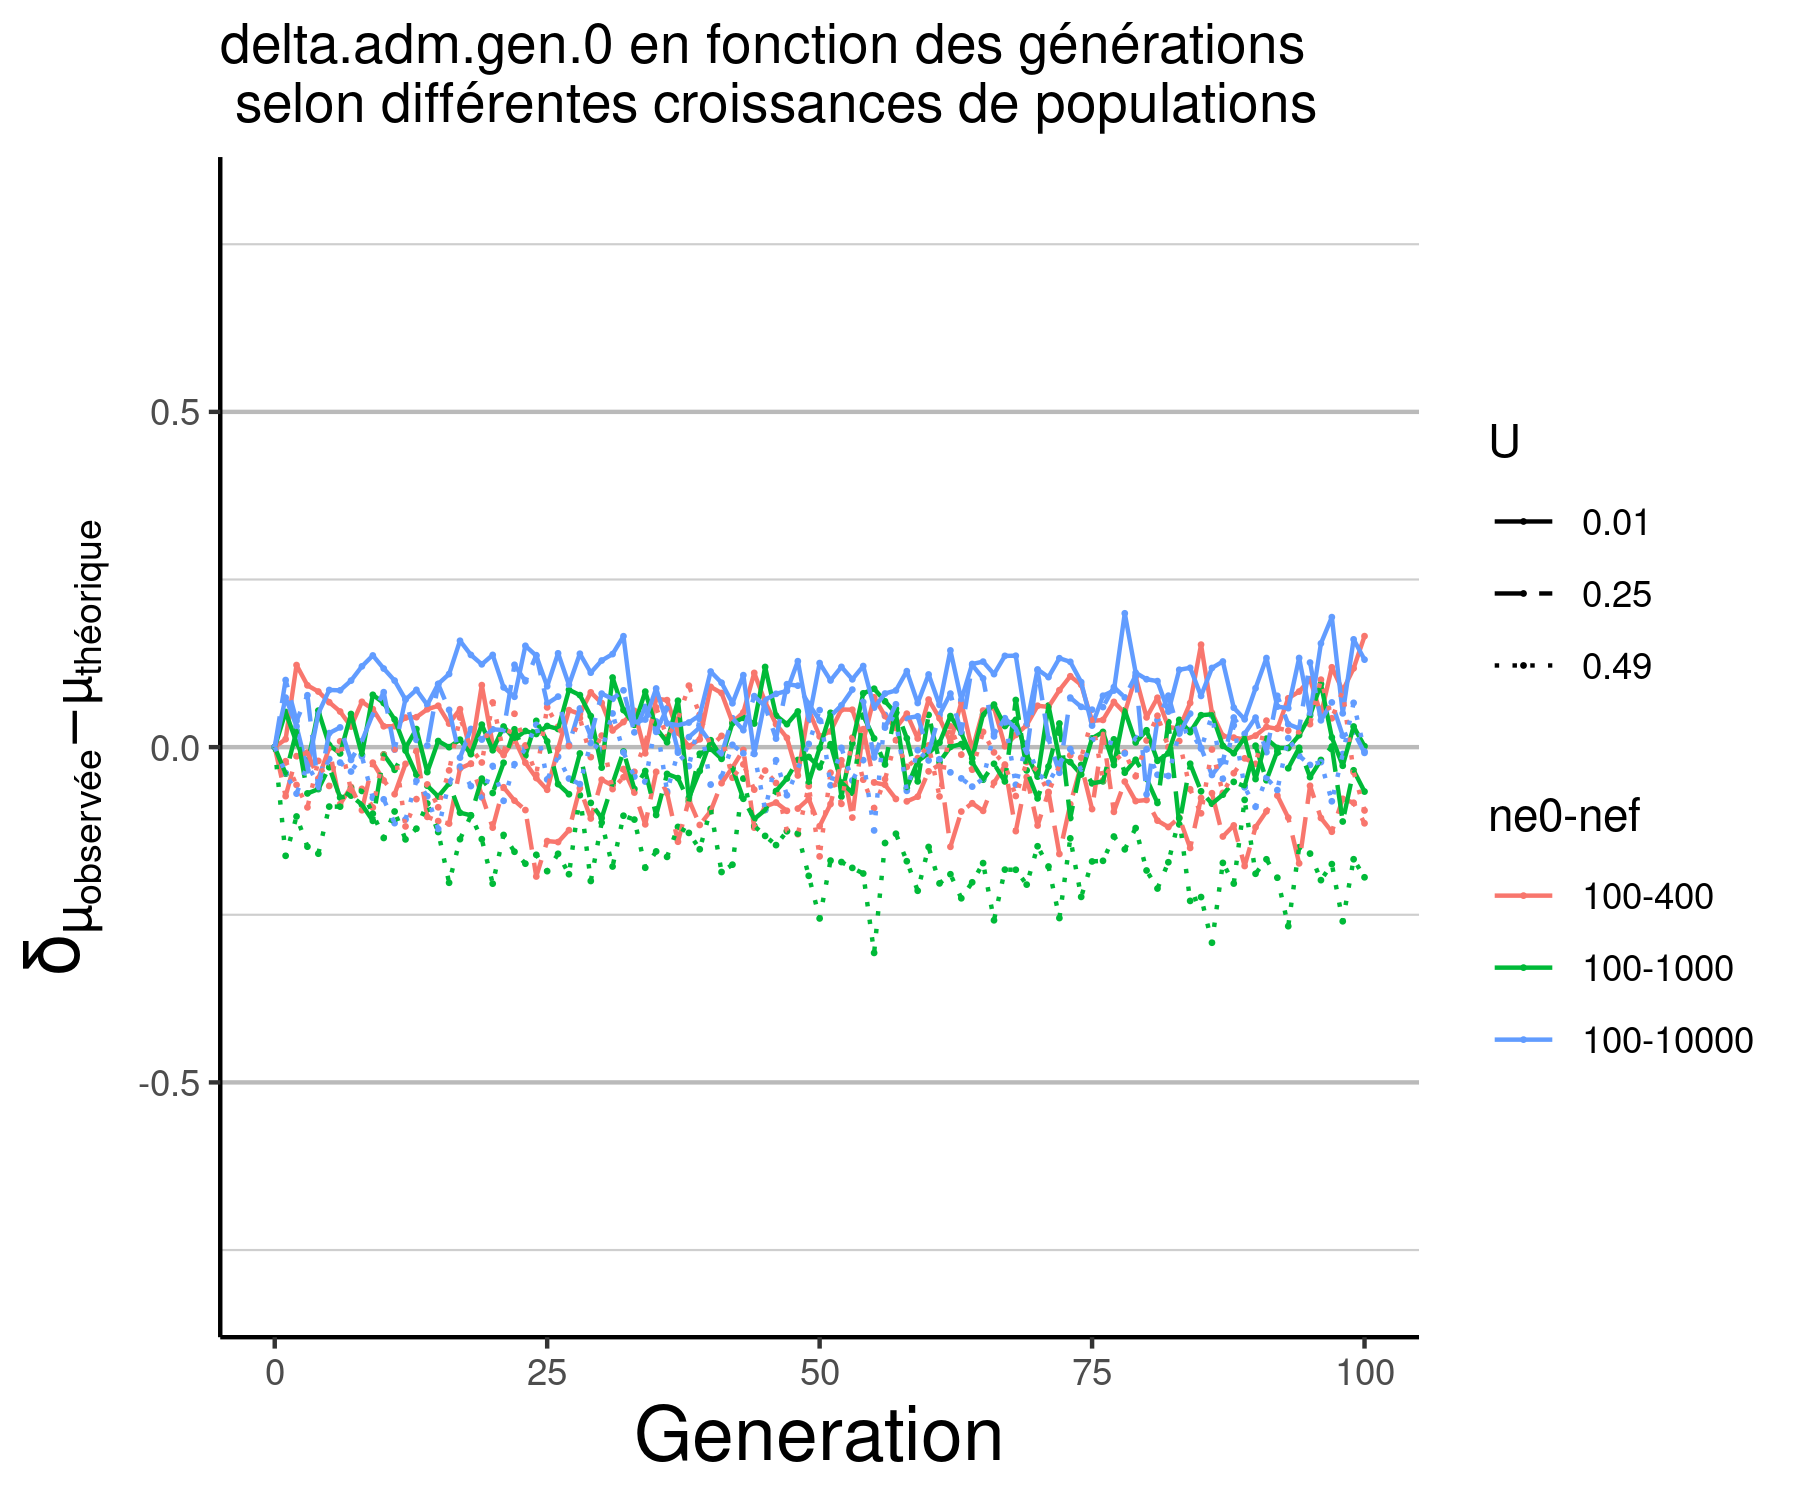 delta.adm.gen.0 en fonction des générations
selon différentes croissances de populations
δμobservée − μthéorique
0.5
0.0
-0.5
0
25
50
75
100
Generation
U
0.01
0.25
0.49
ne0-nef
100-400
100-1000
100-10000